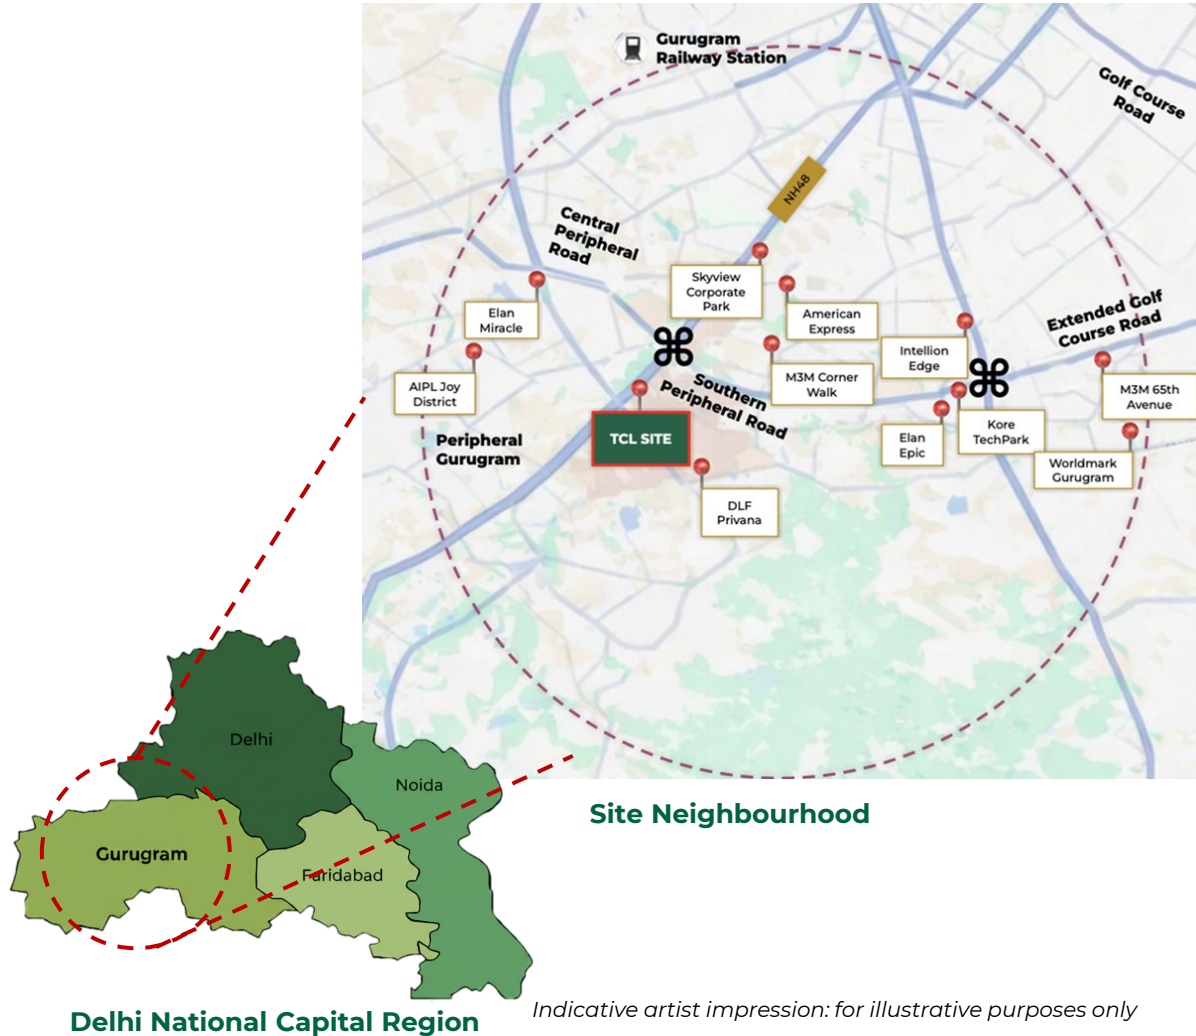 Gurugram
Railway Station
Golf Course
Road
NH48
Central
Peripheral
Road
Skyview
Corporate
Park
Elan
Miracle
American
Express
Extended Golf
Course Road
Intellion
Edge
AIPL Joy
District
M3M Corner
Walk
M3M 65th
Avenue
Southern
Peripheral Road
TCL SITE
Peripheral
Gurugram
Elan
Epic
Kore
TechPark
Worldmark
Gurugram
DLF
Privana
Delhi
Noida
Site Neighbourhood
Gurugram
Faridabad
Indicative artist impression: for illustrative purposes only
Delhi National Capital Region